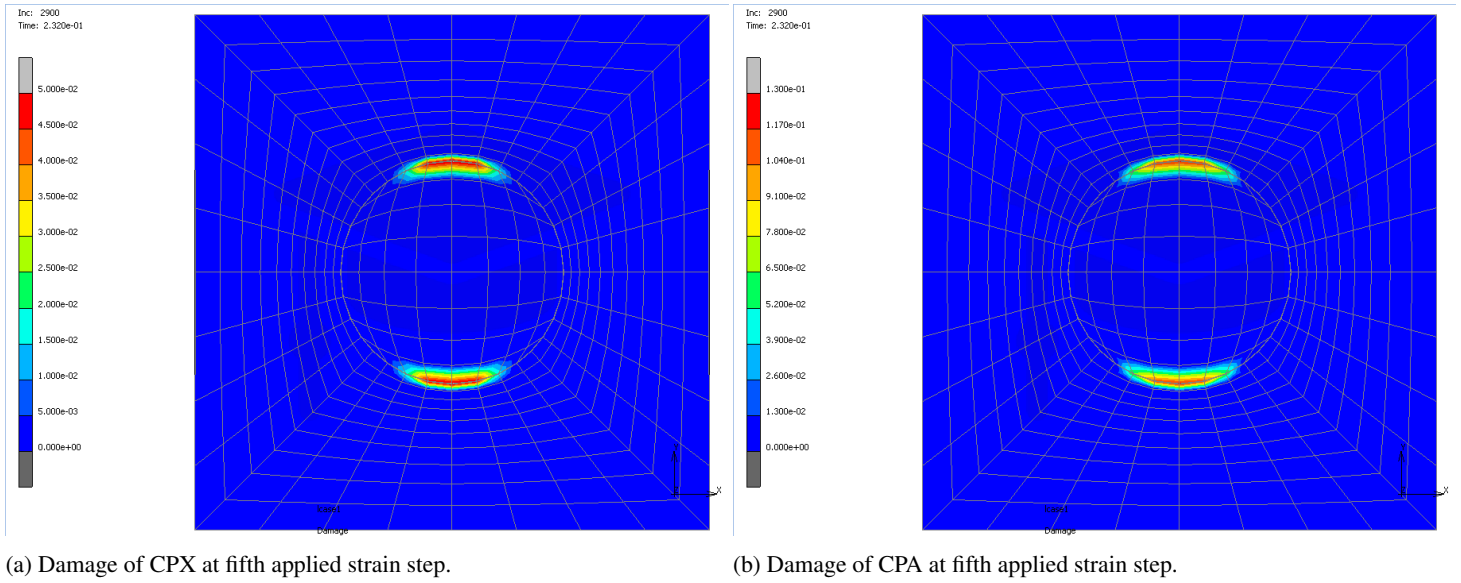 Inc: 2900
Time: 2.320e-01
5.000e-02
4.500e-02
4.000e-02
3.500e-02
3.000e-02
2.500e-02
2.000e-02
1.500e-02
1.000e-02
5.000e-03
0.000e+00
X
Damage
Inc: 2900
Time: 2.320e-01
1.300e-01
1.170e-01
1.040e-01
9.100e-02
7.800e-02
6.500e-02
5.200e-02
3.900e-02
2.600e-02
1.300e-02
0.000e+00
X
Damage
(a) Damage of CPX at fifth applied strain step.
(b) Damage of CPA at fifth applied strain step.